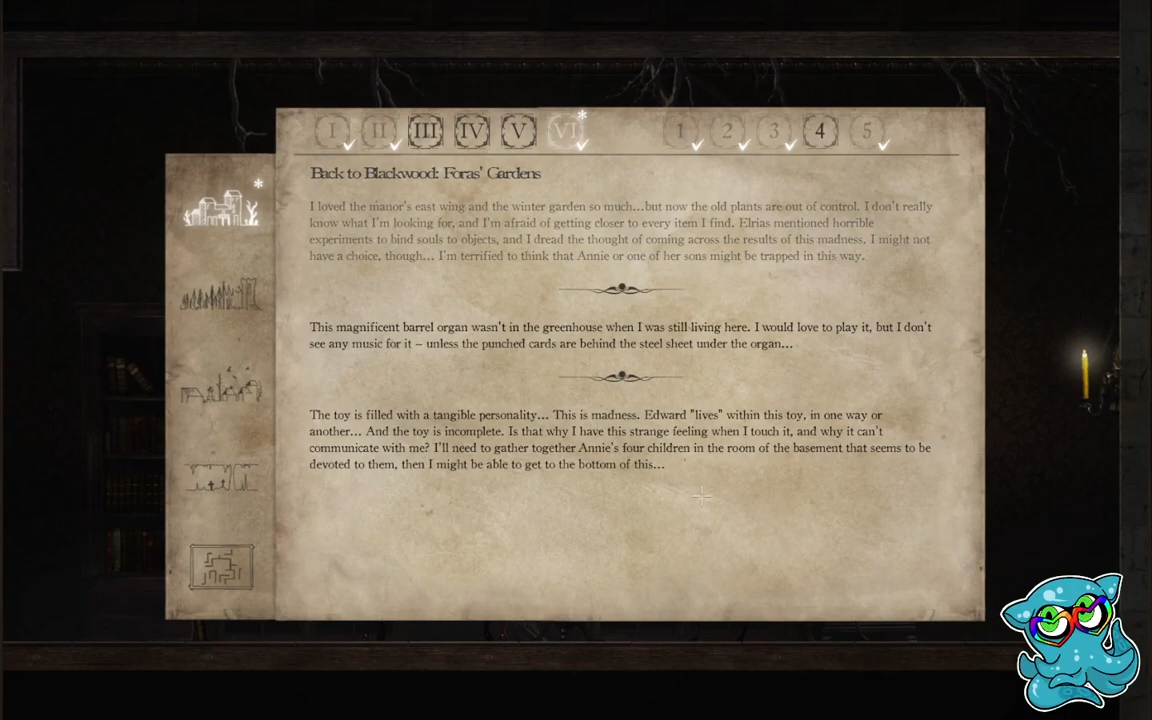 I II III IV V VI * 1 2 3 4 5
*
Back to Blackwood: Foras' Gardens
I loved the manor's east wing and the winter garden so much...but now the old plants are out of control. I don't really
know what I'm looking for, and I'm afraid of getting closer to every item I find. Elrias mentioned horrible
experiments to bind souls to objects, and I dread the thought of coming across the results of this madness. I might not
have a choice, though... I'm terrified to think that Annie or one of her sons might be trapped in this way.
This magnificent barrel organ wasn't in the greenhouse when I was still living here. I would love to play it, but I don't
see any music for it – unless the punched cards are behind the steel sheet under the organ...
The toy is filled with a tangible personality... This is madness. Edward "lives" within this toy, in one way or
another... And the toy is incomplete. Is that why I have this strange feeling when I touch it, and why it can't
communicate with me? I'll need to gather together Annie's four children in the room of the basement that seems to be
devoted to them, then I might be able to get to the bottom of this...